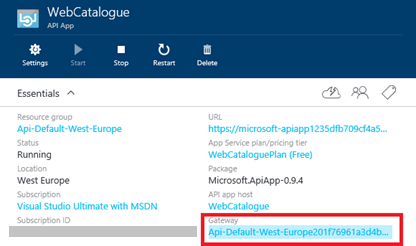 WebCatalogue
API App
Settings
Start
Stop
Restart
Delete
Essentials
Resource group
Api-Default-West-Europe
Status
Running
Location
West Europe
Subscription
Visual Studio Ultimate with MSDN
Subscription ID
URL
https://microsoft-apiapp1235dfb709cf4a5...
App Service plan/pricing tier
WebCataloguePlan (Free)
Package
Microsoft.ApiApp-0.9.4
API app host
WebCatalogue
Gateway
Api-Default-West-Europe201f76961a3d4b...